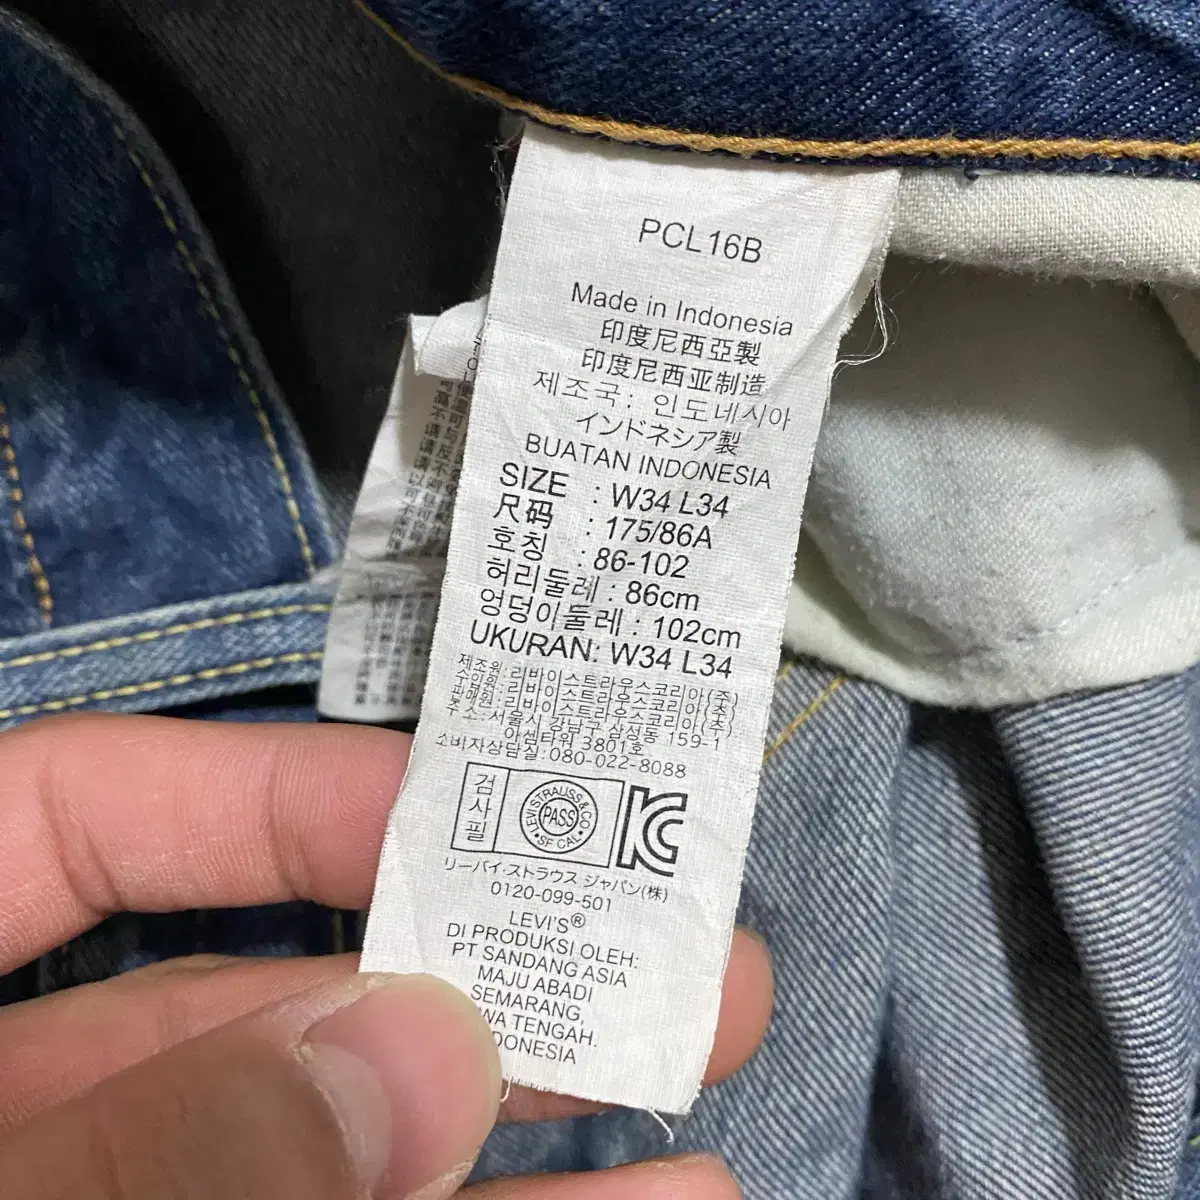 PCL16B
Made in Indonesia
印度尼西亞製
印度尼西亚制造
제조국: 인도네시아
インドネシア製
BUATAN INDONESIA
SIZE : W34 L34
尺码 : 175/86A
호칭 : 86-102
허리둘레 : 86cm
엉덩이둘레 : 102cm
UKURAN: W34 L34
제조원:리바이스트라우스코리아(주)
수입원:리바이스트라우스코리아(주)
판매원:리바이스트라우스코리아(주)
주소:서울시 강남구 삼성동 159-1
아셈타워 3801호
소비자상담실:080-022-8088
검사필
LEVI STRAUSS & CO
PASS
SF CAL
KC
リーバイ·ストラウス ジャパン(株)
0120-099-501
LEVI'S®
DI PRODUKSI OLEH:
PT SANDANG ASIA
MAJU ABADI
SEMARANG,
WA TENGAH.
DONESIA